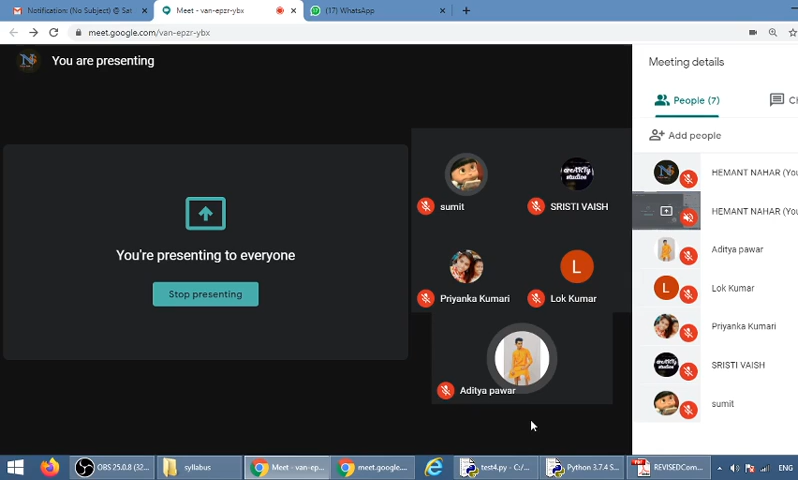 Notification: (No Subject) @ Sat
Meet - van-epzr-ybx
(17) WhatsApp
meet.google.com/van-epzr-ybx
You are presenting
Meeting details
People (7)
Add people
You're presenting to everyone
Stop presenting
sumit
SRISTI VAISH
Priyanka Kumari
L
Lok Kumar
Aditya pawar
HEMANT NAHAR (You
HEMANT NAHAR (You
Aditya pawar
L
Lok Kumar
Priyanka Kumari
SRISTI VAISH
sumit
OBS 25.0.8 (32...
syllabus
Meet - van-ep...
meet.google.c...
test4.py - C:/...
Python 3.7.4 S...
REVISEDCom...
ENG